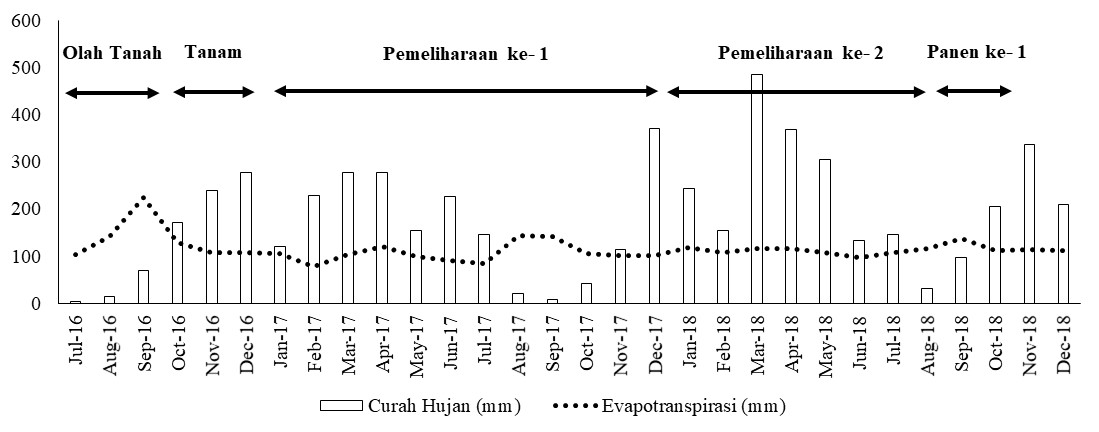 600
500
400
300
200
100
0
Olah Tanah
Tanam
Pemeliharaan ke- 1
Pemeliharaan ke- 2
Panen ke- 1
Jul-16
Aug-16
Sep-16
Oct-16
Nov-16
Dec-16
Jan-17
Feb-17
Mar-17
Apr-17
May-17
Jun-17
Jul-17
Aug-17
Sep-17
Oct-17
Nov-17
Dec-17
Jan-18
Feb-18
Mar-18
Apr-18
May-18
Jun-18
Jul-18
Aug-18
Sep-18
Oct-18
Nov-18
Dec-18
Curah Hujan (mm)
Evapotranspirasi (mm)